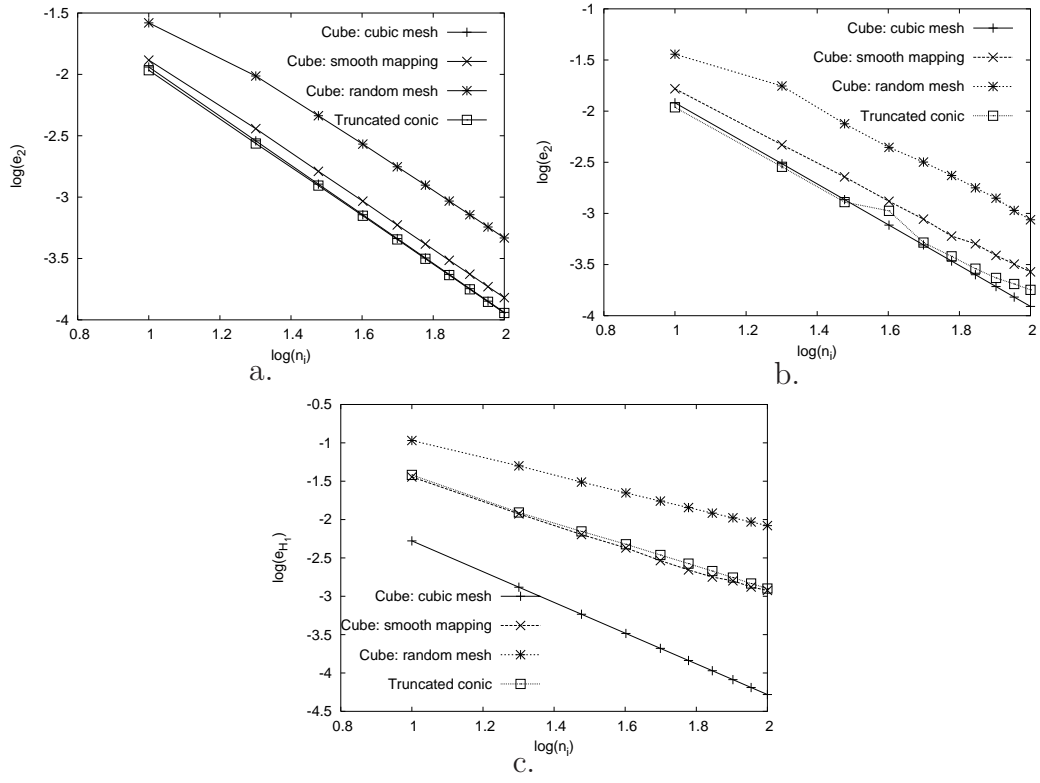 -1.5
-2
-2.5
-3
-3.5
-4
0.8
1
1.2
1.4
1.6
1.8
2
log(e2)
log(ni)
Cube: cubic mesh
Cube: smooth mapping
Cube: random mesh
Truncated conic
a.
-1
-1.5
-2
-2.5
-3
-3.5
-4
0.8
1
1.2
1.4
1.6
1.8
2
log(e2)
log(ni)
Cube: cubic mesh
Cube: smooth mapping
Cube: random mesh
Truncated conic
b.
-0.5
-1
-1.5
-2
-2.5
-3
-3.5
-4
-4.5
0.8
1
1.2
1.4
1.6
1.8
2
log(eH1)
log(ni)
Cube: cubic mesh
Cube: smooth mapping
Cube: random mesh
Truncated conic
c.